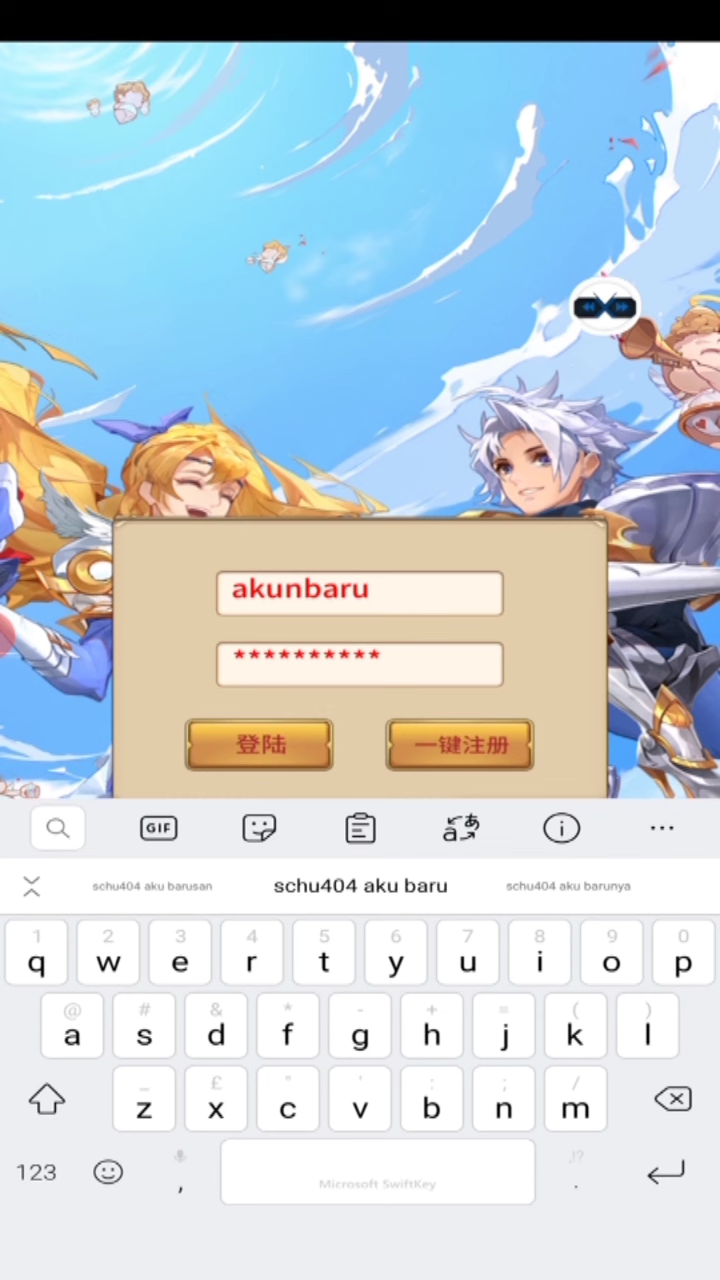 akunbaru
**********
登陆 一键注册
GIF
schu404 aku barusan schu404 aku baru schu404 aku barunya
1 2 3 4 5 6 7 8 9 0
q w e r t y u i o p
@ # & * - + = ( )
a s d f g h j k l
_ £ " ' : ; /
z x c v b n m
,!?
123 , Microsoft SwiftKey .